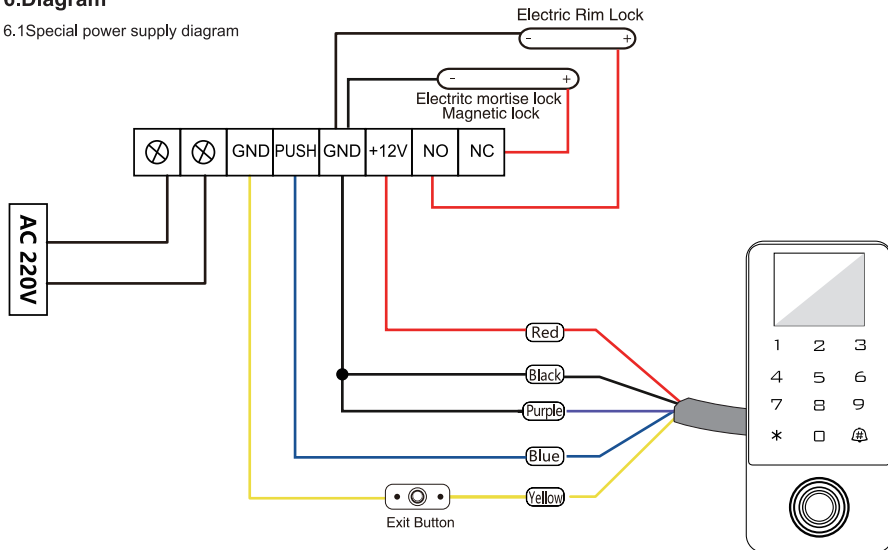 6.Diagram
6.1Special power supply diagram
Electric Rim Lock
- +
- +
Electritc mortise lock
Magnetic lock
GND PUSH GND +12V NO NC
AC 220V
Red
Black
Purple
Blue
Yellow
Exit Button
1 2 3
4 5 6
7 8 9
* 0 #